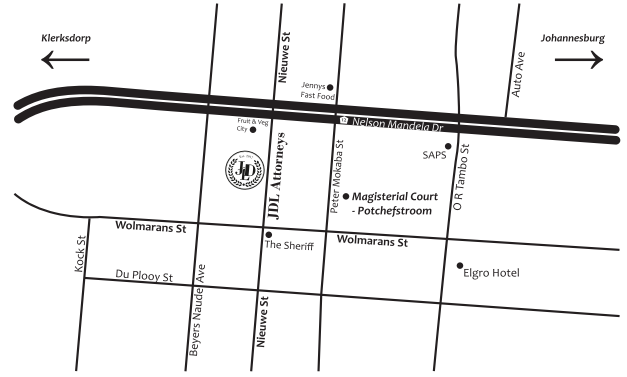 Klerksdorp
Johannesburg
Nieuwe St
Auto Ave
Jennys
Fast Food
Fruit & Veg
City
Nelson Mandela Dr
SAPS
JDL
JDL Attorneys
Peter Mokaba St
O R Tambo St
Magisterial Court
- Potchefstroom
Wolmarans St
Wolmarans St
The Sheriff
Kock St
Du Plooy St
Beyers Naude Ave
Nieuwe St
Elgro Hotel